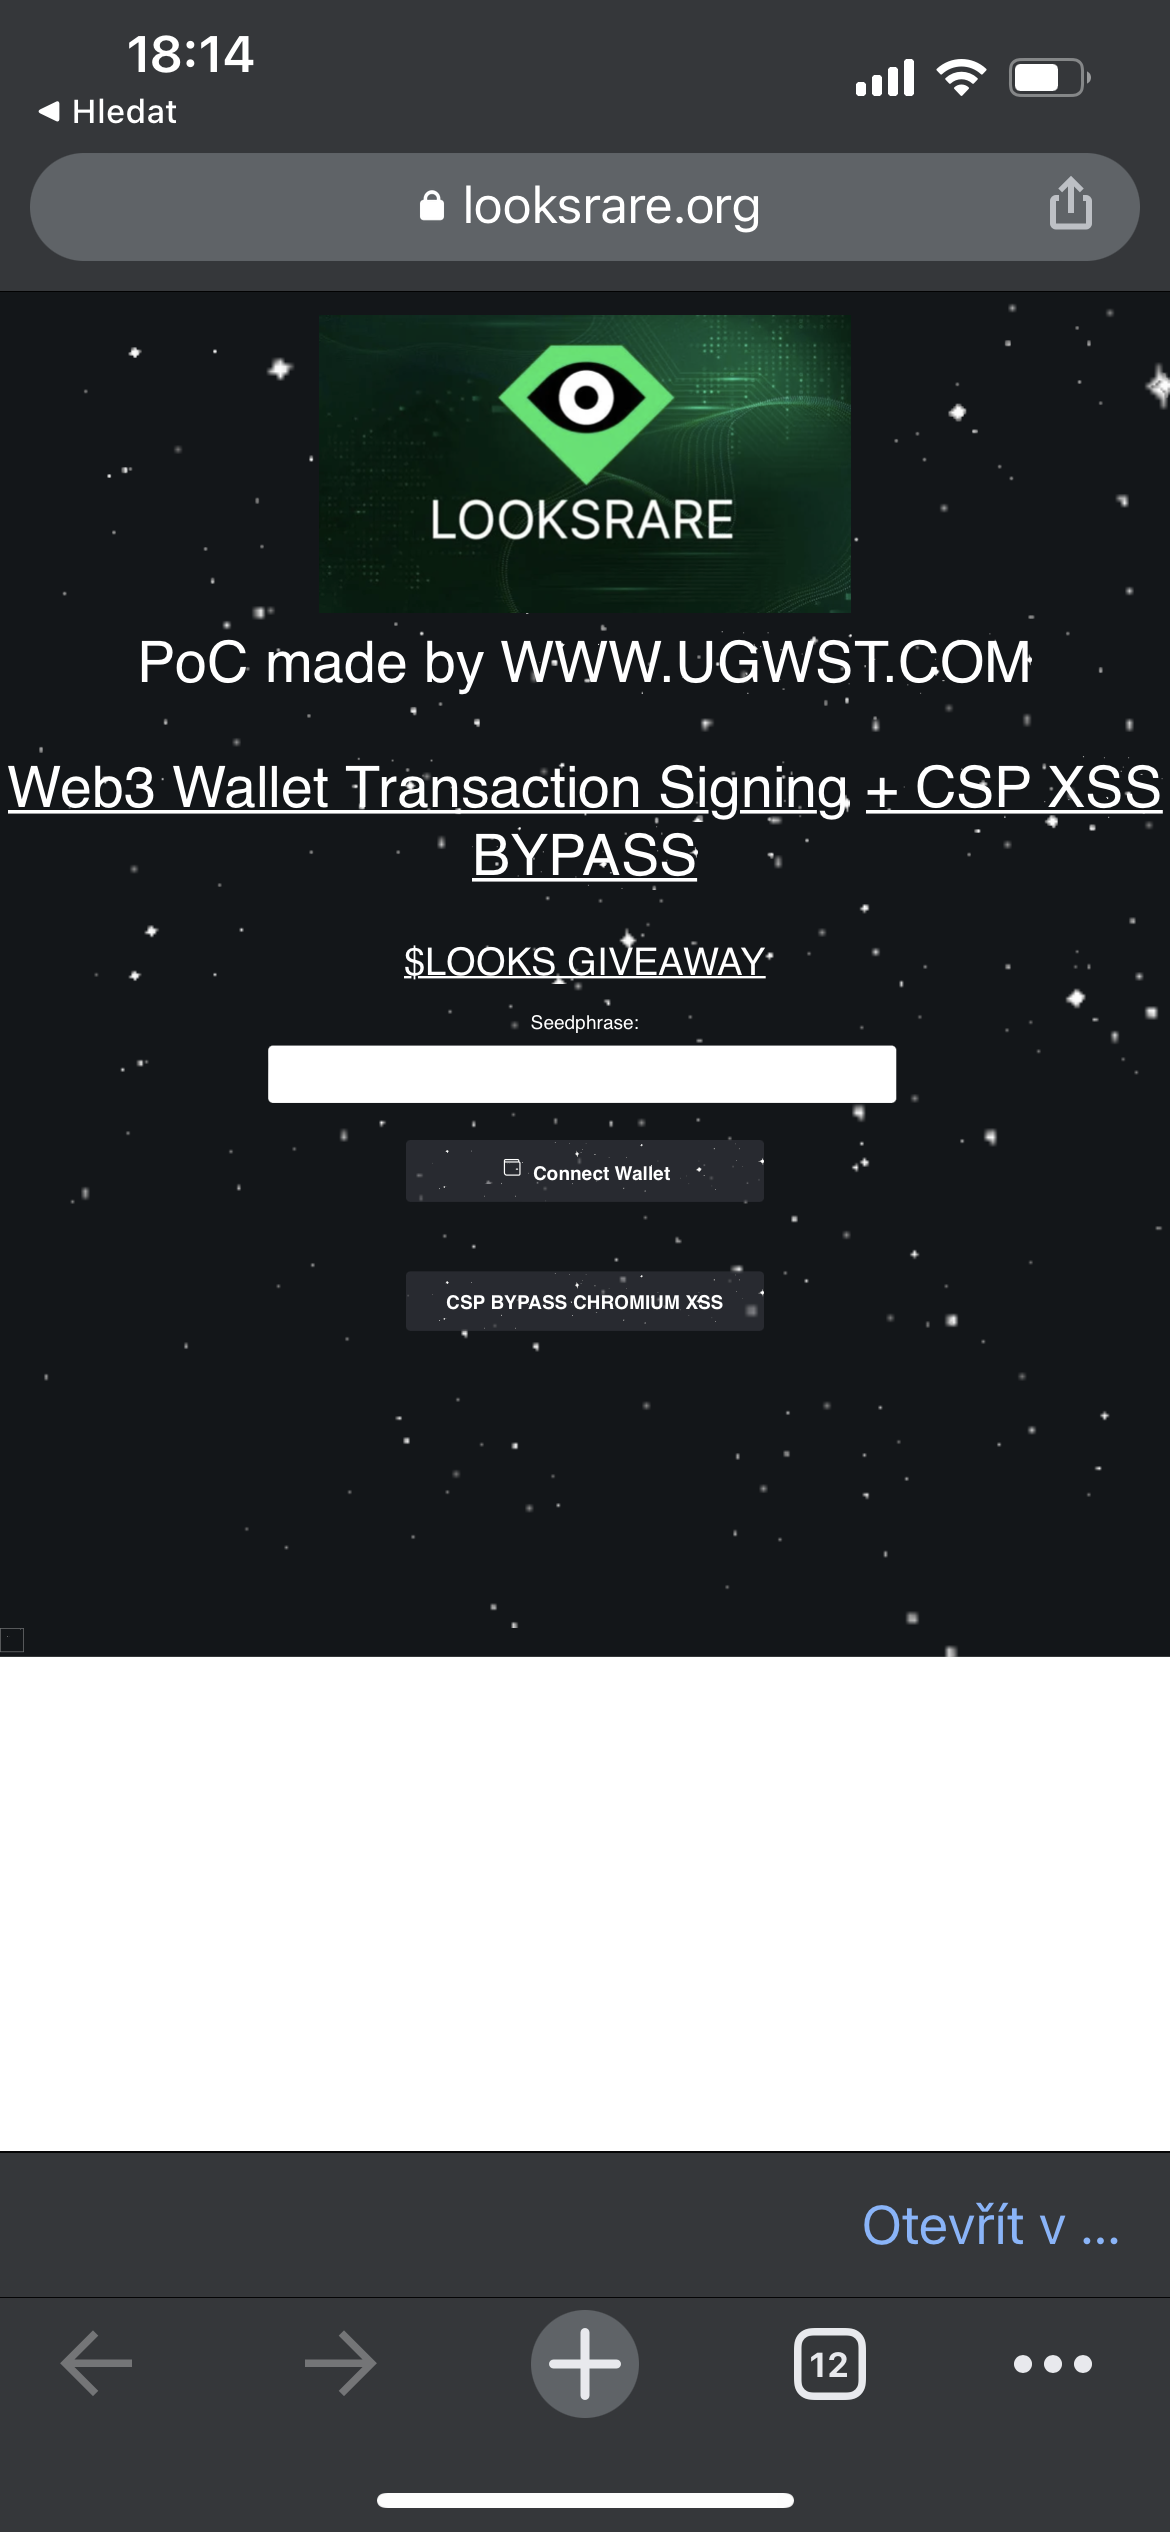 18:14
Hledat
looksrare.org
LOOKSRARE
PoC made by WWW.UGWST.COM
Web3 Wallet Transaction Signing + CSP XSS
BYPASS
$LOOKS GIVEAWAY
Seedphrase:
Connect Wallet
CSP BYPASS CHROMIUM XSS
Otevřít v ...
12